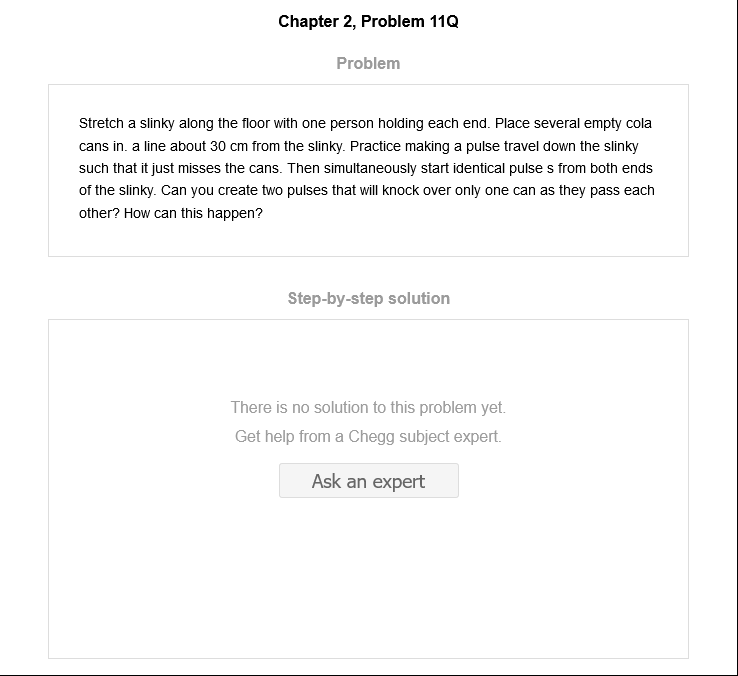 Chapter 2, Problem 11Q
Problem
Stretch a slinky along the floor with one person holding each end. Place several empty cola
cans in. a line about 30 cm from the slinky. Practice making a pulse travel down the slinky
such that it just misses the cans. Then simultaneously start identical pulse s from both ends
of the slinky. Can you create two pulses that will knock over only one can as they pass each
other? How can this happen?
Step-by-step solution
There is no solution to this problem yet.
Get help from a Chegg subject expert.
Ask an expert